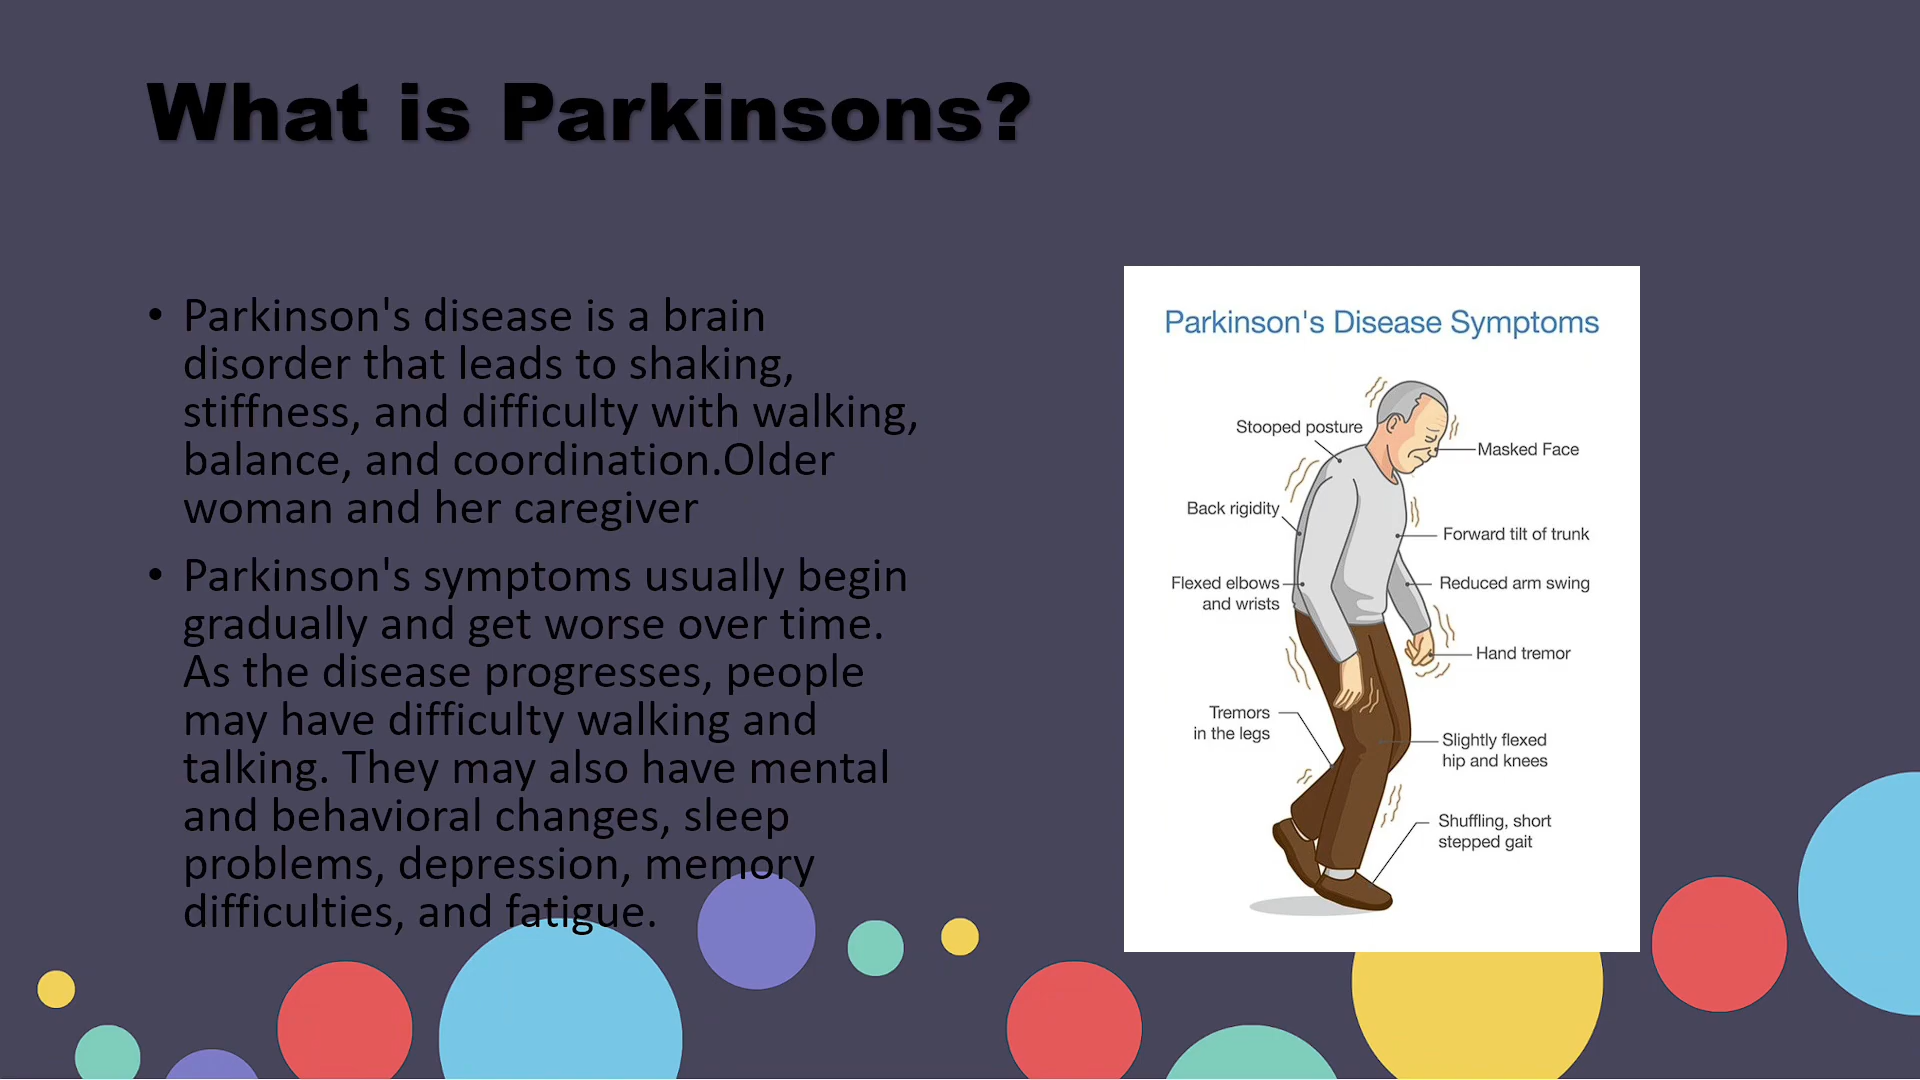 What is Parkinsons?
• Parkinson's disease is a brain
disorder that leads to shaking,
stiffness, and difficulty with walking,
balance, and coordination.Older
woman and her caregiver
• Parkinson's symptoms usually begin
gradually and get worse over time.
As the disease progresses, people
may have difficulty walking and
talking. They may also have mental
and behavioral changes, sleep
problems, depression, memory
difficulties, and fatigue.
Parkinson's Disease Symptoms
Stooped posture
Masked Face
Back rigidity
Forward tilt of trunk
Flexed elbows
and wrists
Reduced arm swing
Hand tremor
Tremors
in the legs
Slightly flexed
hip and knees
Shuffling, short
stepped gait